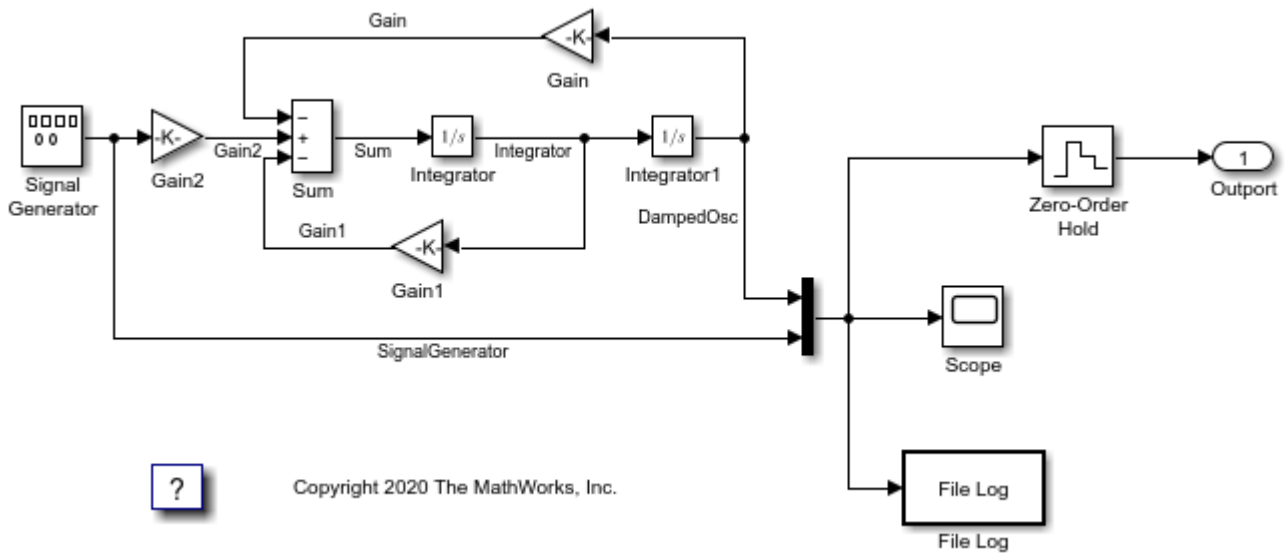 Gain
-K-
Gain
Signal
Generator
-K-
Gain2
Gain2
−
+
−
Sum
Sum
1/s
Integrator
Integrator
1/s
Integrator1
DampedOsc
Gain1
-K-
Gain1
SignalGenerator
Zero-Order
Hold
1
Outport
Scope
File Log
File Log
?
Copyright 2020 The MathWorks, Inc.